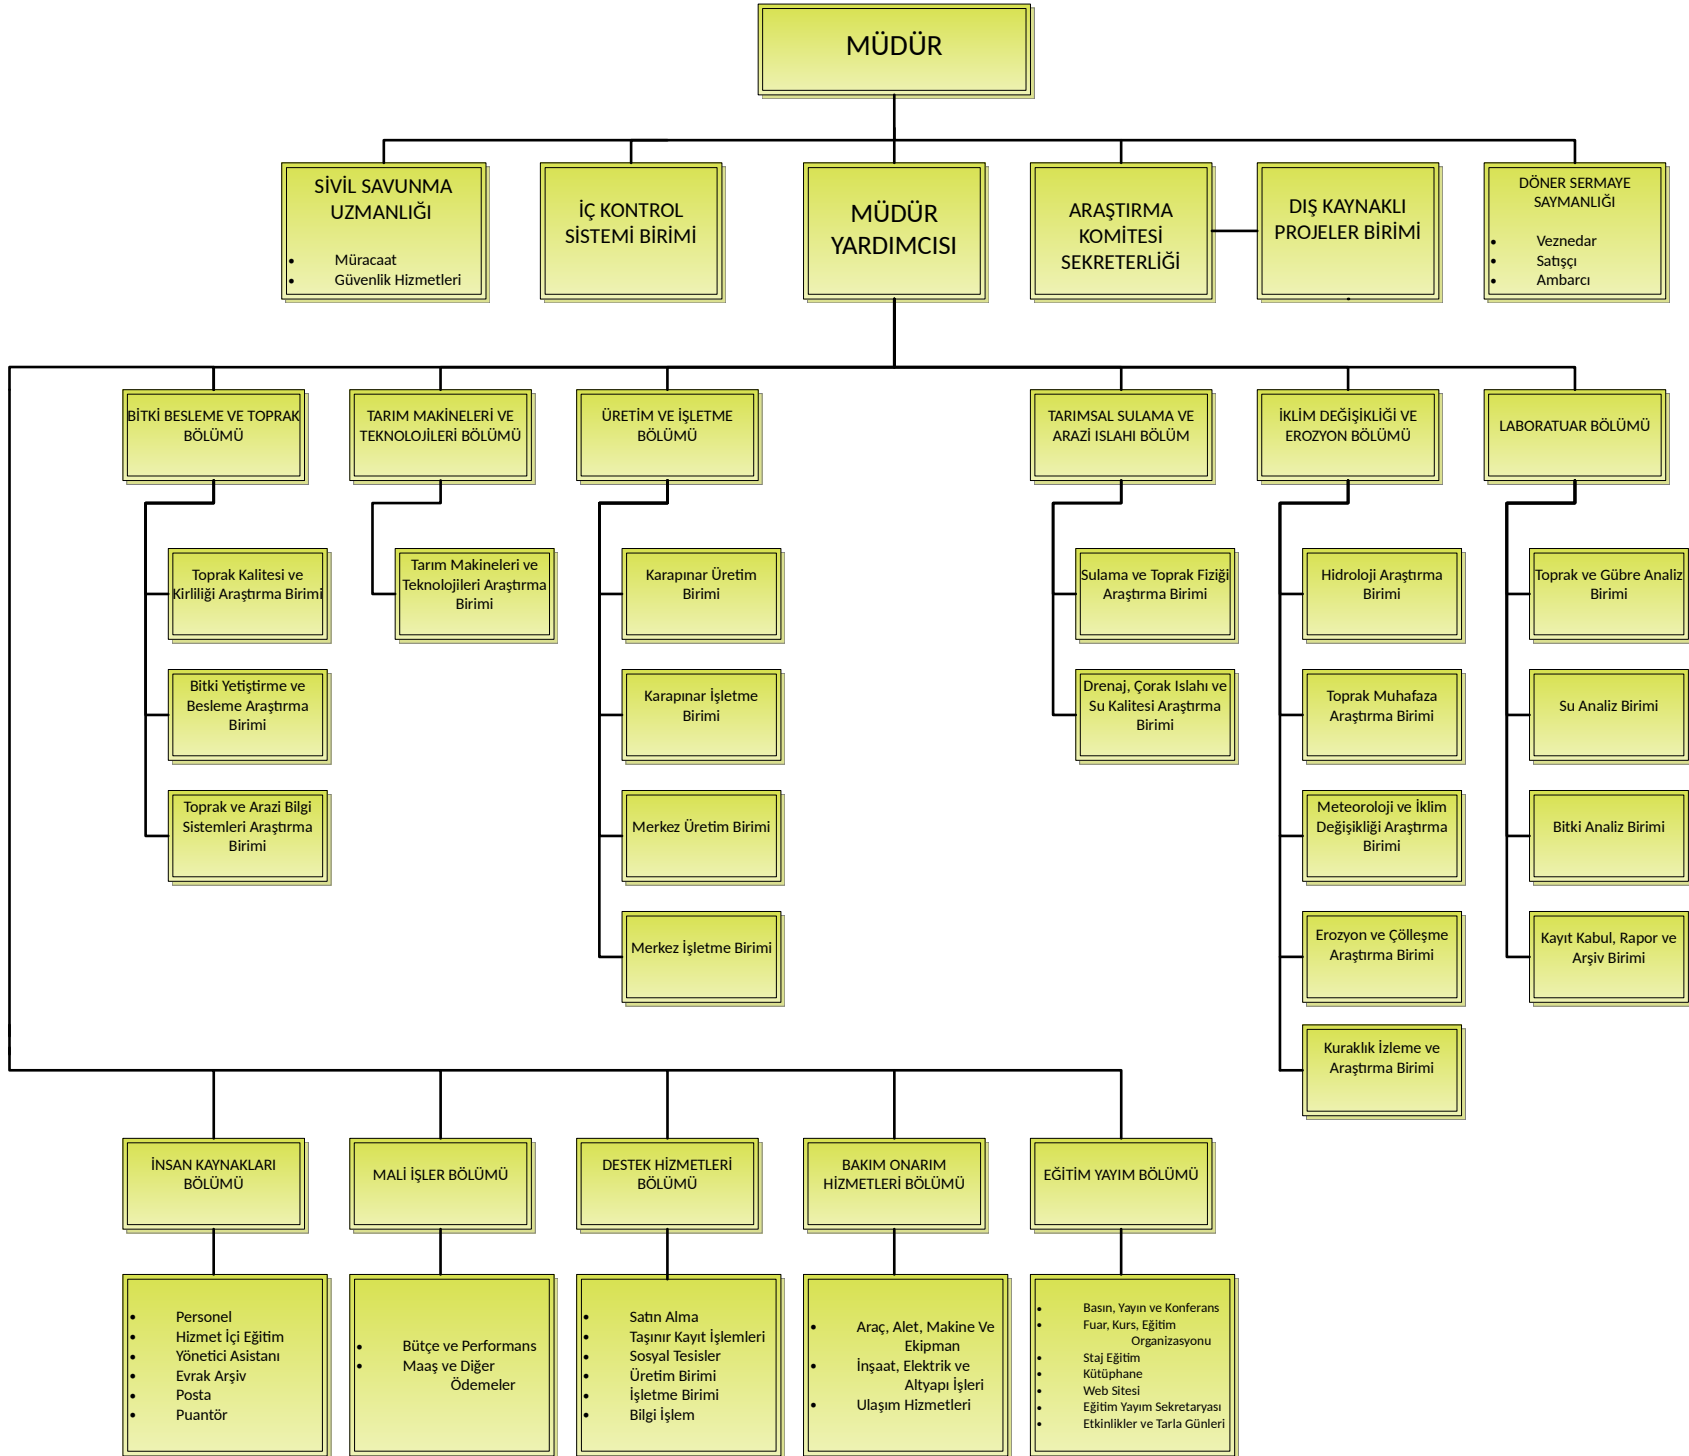 MÜDÜR
SİVİL SAVUNMA
UZMANLIĞI
• Müracaat
• Güvenlik Hizmetleri
İÇ KONTROL
SİSTEMİ BİRİMİ
MÜDÜR
YARDIMCISI
ARAŞTIRMA
KOMİTESİ
SEKRETERLİĞİ
DIŞ KAYNAKLI
PROJELER BİRİMİ
DÖNER SERMAYE
SAYMANLIĞI
• Veznedar
• Satışçı
• Ambarcı
BİTKİ BESLEME VE TOPRAK
BÖLÜMÜ
TARIM MAKİNELERİ VE
TEKNOLOJİLERİ BÖLÜMÜ
ÜRETİM VE İŞLETME
BÖLÜMÜ
TARIMSAL SULAMA VE
ARAZİ ISLAHI BÖLÜM
İKLİM DEĞİŞİKLİĞİ VE
EROZYON BÖLÜMÜ
LABORATUAR BÖLÜMÜ
Toprak Kalitesi ve
Kirliliği Araştırma Birimi
Tarım Makineleri ve
Teknolojileri Araştırma
Birimi
Karapınar Üretim
Birimi
Sulama ve Toprak Fiziği
Araştırma Birimi
Hidroloji Araştırma
Birimi
Toprak ve Gübre Analiz
Birimi
Bitki Yetiştirme ve
Besleme Araştırma
Birimi
Karapınar İşletme
Birimi
Drenaj, Çorak Islahı ve
Su Kalitesi Araştırma
Birimi
Toprak Muhafaza
Araştırma Birimi
Su Analiz Birimi
Toprak ve Arazi Bilgi
Sistemleri Araştırma
Birimi
Merkez Üretim Birimi
Meteoroloji ve İklim
Değişikliği Araştırma
Birimi
Bitki Analiz Birimi
Merkez İşletme Birimi
Erozyon ve Çölleşme
Araştırma Birimi
Kayıt Kabul, Rapor ve
Arşiv Birimi
Kuraklık İzleme ve
Araştırma Birimi
İNSAN KAYNAKLARI
BÖLÜMÜ
MALİ İŞLER BÖLÜMÜ
DESTEK HİZMETLERİ
BÖLÜMÜ
BAKIM ONARIM
HİZMETLERİ BÖLÜMÜ
EĞİTİM YAYIM BÖLÜMÜ
• Personel
• Hizmet İçi Eğitim
• Yönetici Asistanı
• Evrak Arşiv
• Posta
• Puantör
• Bütçe ve Performans
• Maaş ve Diğer
Ödemeler
• Satın Alma
• Taşınır Kayıt İşlemleri
• Sosyal Tesisler
• Üretim Birimi
• İşletme Birimi
• Bilgi İşlem
• Araç, Alet, Makine Ve
Ekipman
• İnşaat, Elektrik ve
Altyapı İşleri
• Ulaşım Hizmetleri
• Basın, Yayın ve Konferans
• Fuar, Kurs, Eğitim
Organizasyonu
• Staj Eğitim
• Kütüphane
• Web Sitesi
• Eğitim Yayım Sekretaryası
• Etkinlikler ve Tarla Günleri